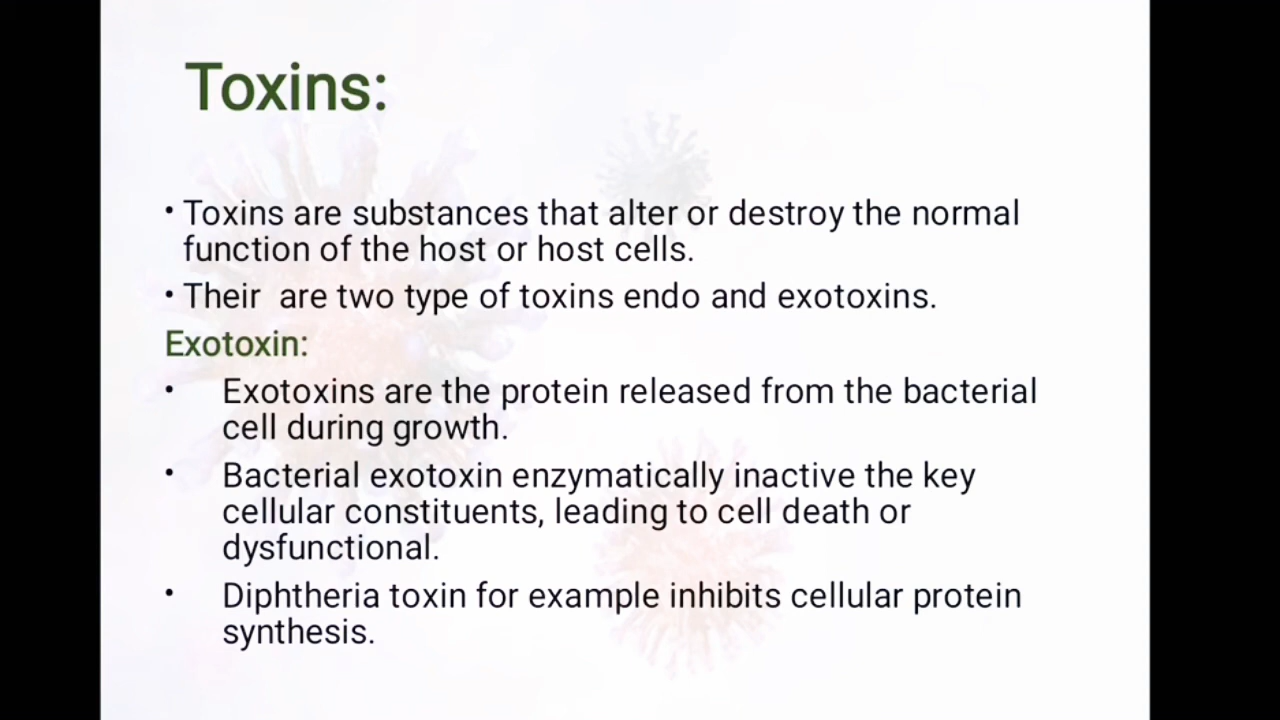 Toxins:
• Toxins are substances that alter or destroy the normal
function of the host or host cells.
• Their  are two type of toxins endo and exotoxins.
Exotoxin:
• Exotoxins are the protein released from the bacterial
cell during growth.
• Bacterial exotoxin enzymatically inactive the key
cellular constituents, leading to cell death or
dysfunctional.
• Diphtheria toxin for example inhibits cellular protein
synthesis.